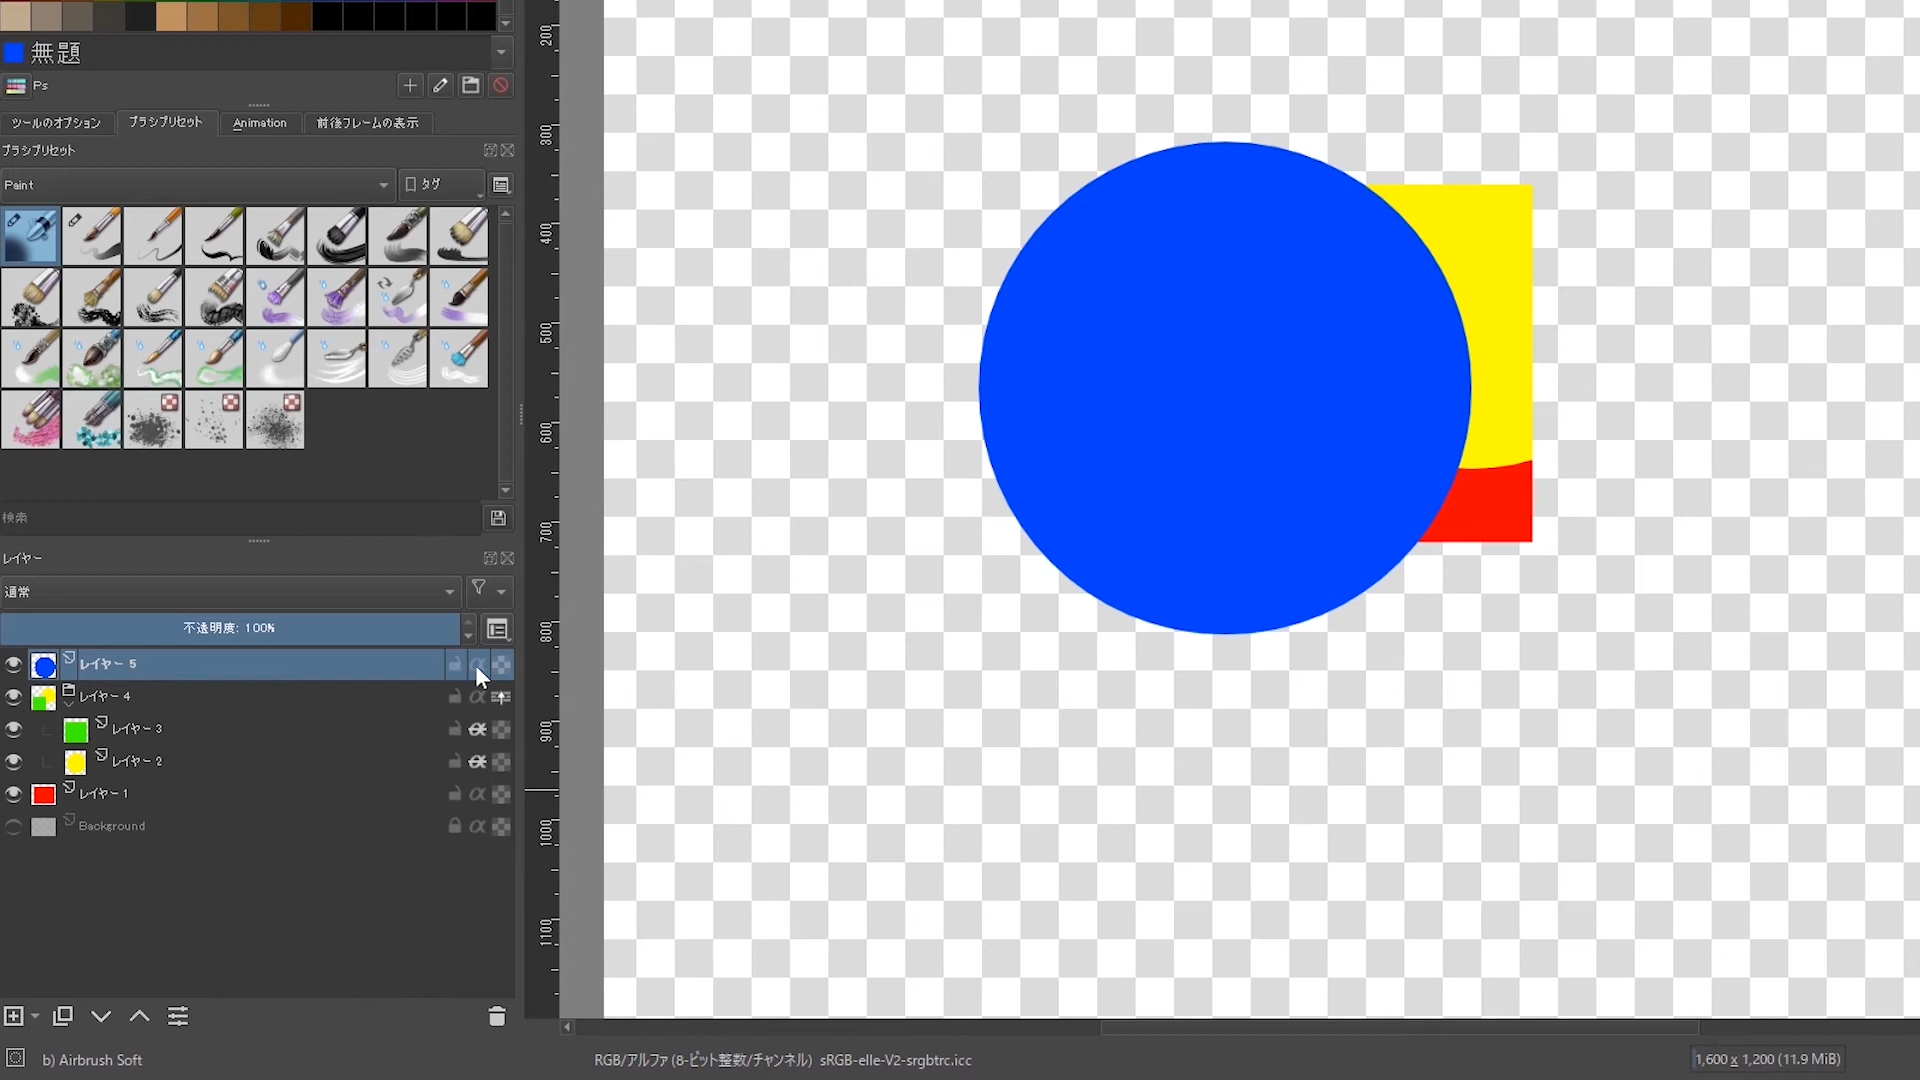 無題
Ps
ツールのオプション ブラシプリセット Animation 前後フレームの表示
ブラシプリセット
Paint タグ
検索
レイヤー
通常
不透明度: 100%
レイヤー 5
レイヤー 4
レイヤー 3
レイヤー 2
レイヤー 1
Background
b) Airbrush Soft
RGB/アルファ (8-ビット整数/チャンネル) sRGB-elle-V2-srgbtrc.icc
1,600 x 1,200 (11.9 MiB)
200
300
400
500
600
700
800
900
1000
1100